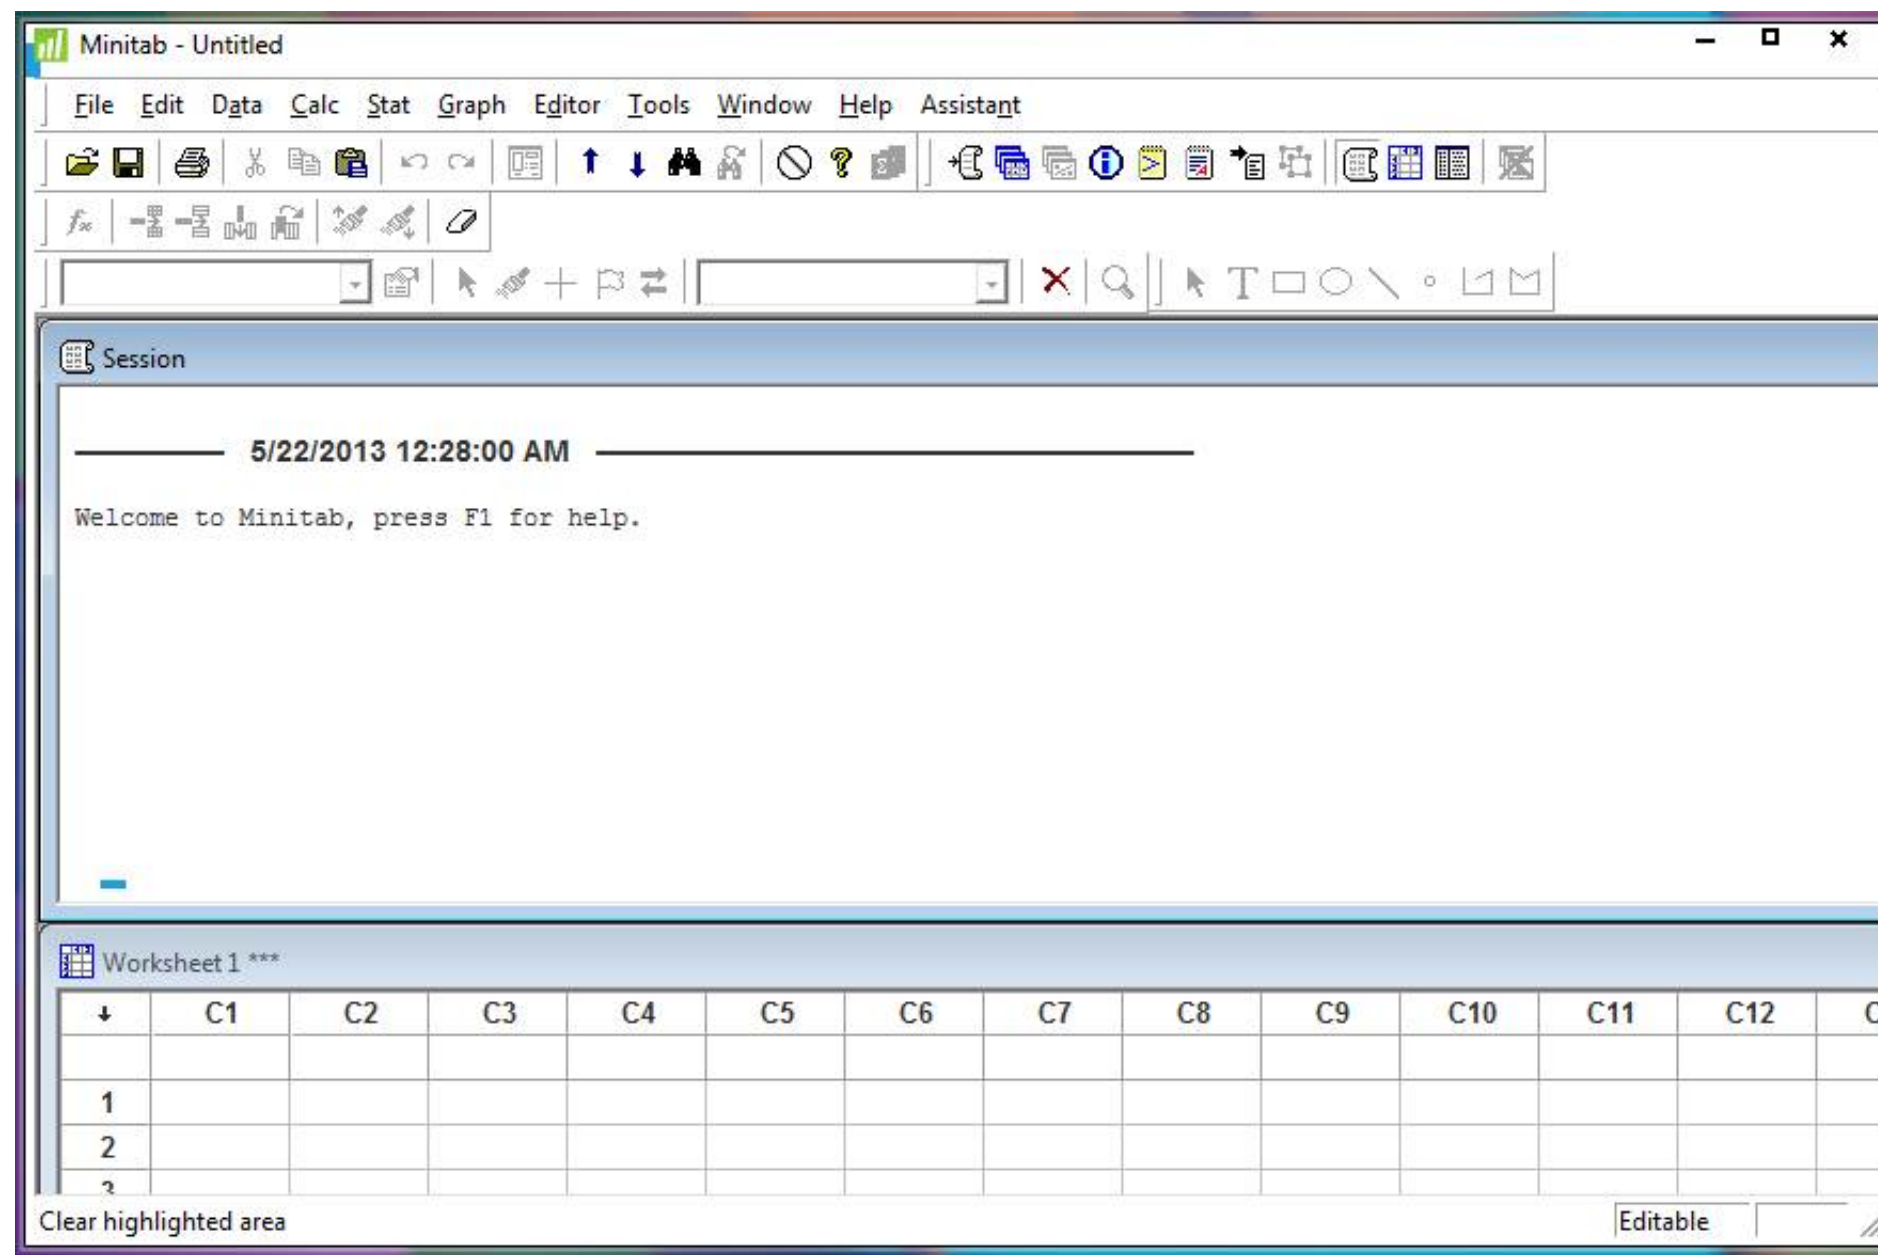 Minitab - Untitled
File Edit Data Calc Stat Graph Editor Tools Window Help Assistant
Session
5/22/2013 12:28:00 AM
Welcome to Minitab, press F1 for help.
Worksheet 1 ***
C1 C2 C3 C4 C5 C6 C7 C8 C9 C10 C11 C12
1
2
3
Clear highlighted area Editable